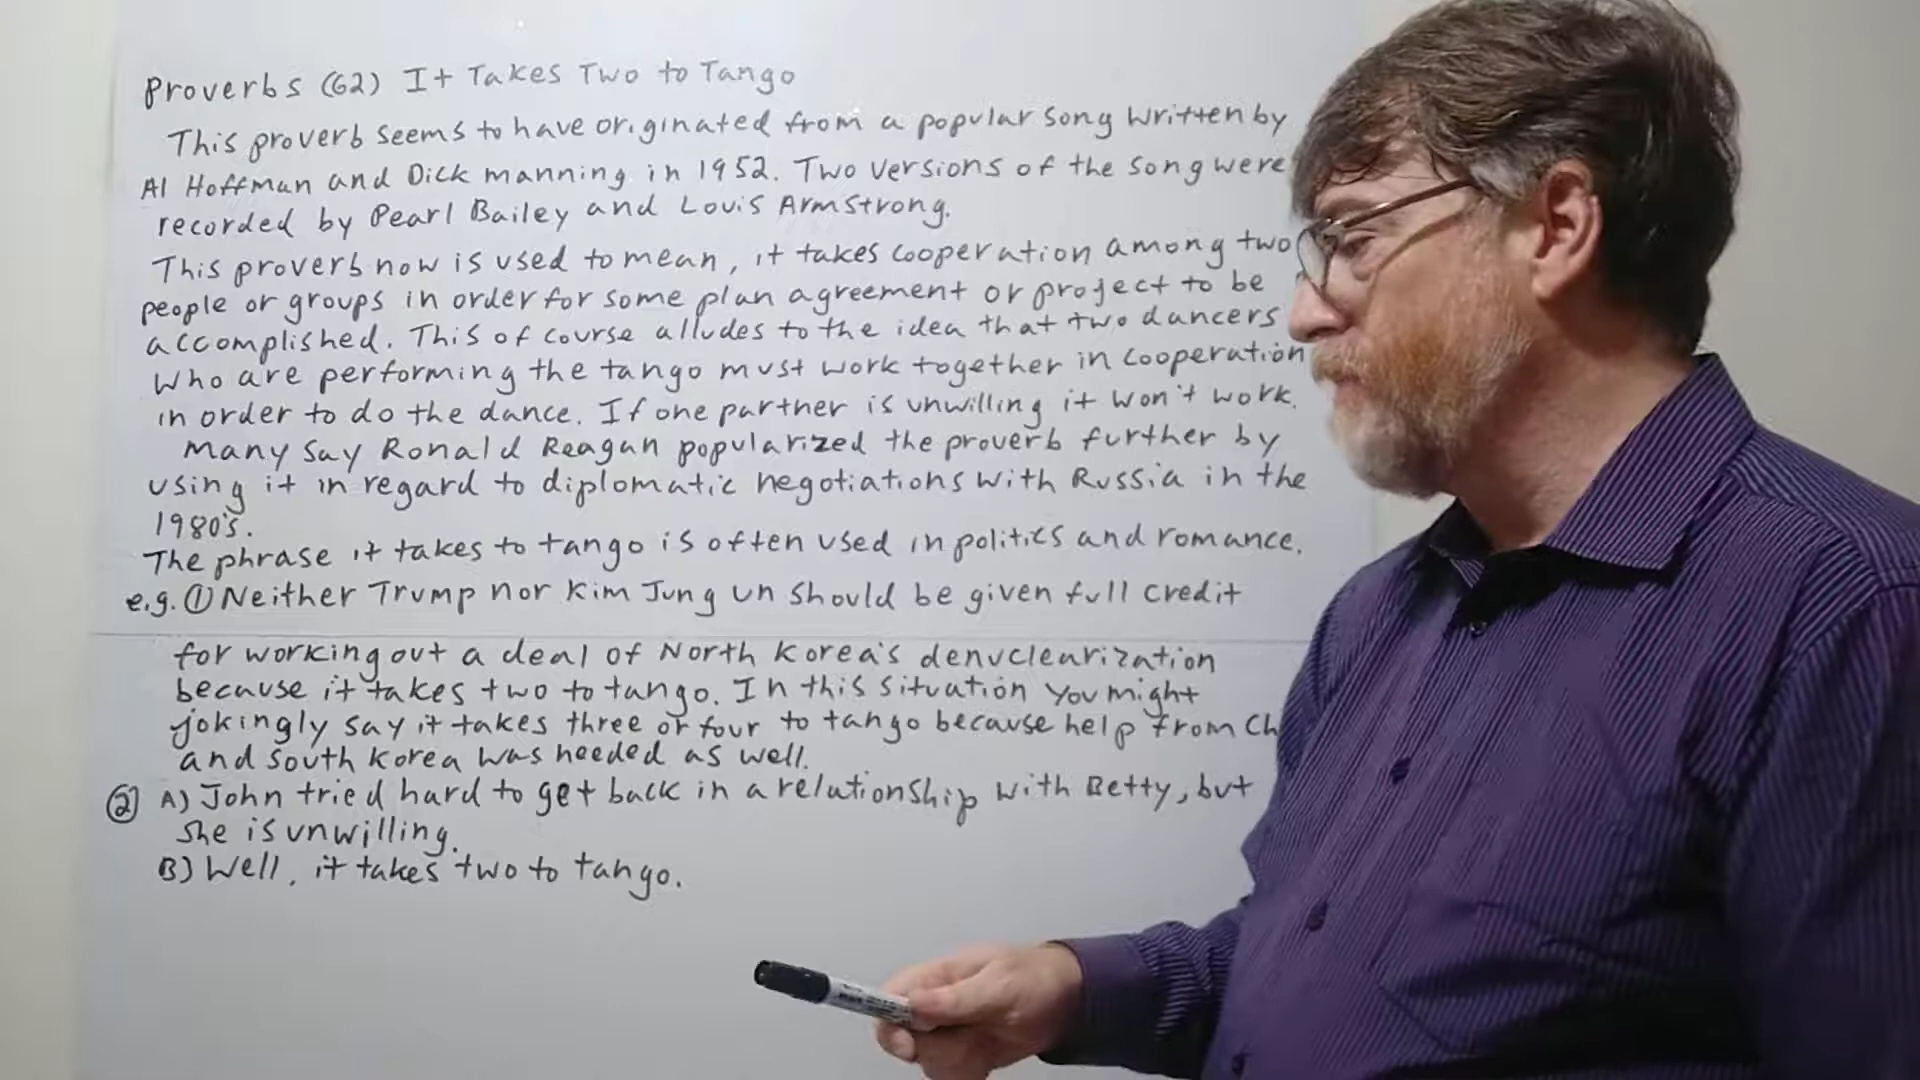 Proverbs (62) It Takes Two to Tango
This proverb seems to have originated from a popular song written by
Al Hoffman and Dick manning in 1952. Two versions of the song were
recorded by Pearl Bailey and Louis Armstrong.
This proverb now is used to mean, it takes cooperation among two
people or groups in order for some plan agreement or project to be
accomplished. This of course alludes to the idea that two dancers
who are performing the tango must work together in cooperation
in order to do the dance. If one partner is unwilling it won't work.
many say Ronald Reagan popularized the proverb further by
using it in regard to diplomatic negotiations with Russia in the
1980's.
The phrase it takes to tango is often used in politics and romance.
e.g. ① Neither Trump nor Kim Jung un should be given full credit
for working out a deal of North Korea's denuclearization
because it takes two to tango. In this situation you might
jokingly say it takes three or four to tango because help from Ch
and south Korea was needed as well.
② A) John tried hard to get back in a relationship with Betty, but
she is unwilling.
B) Well, it takes two to tango.